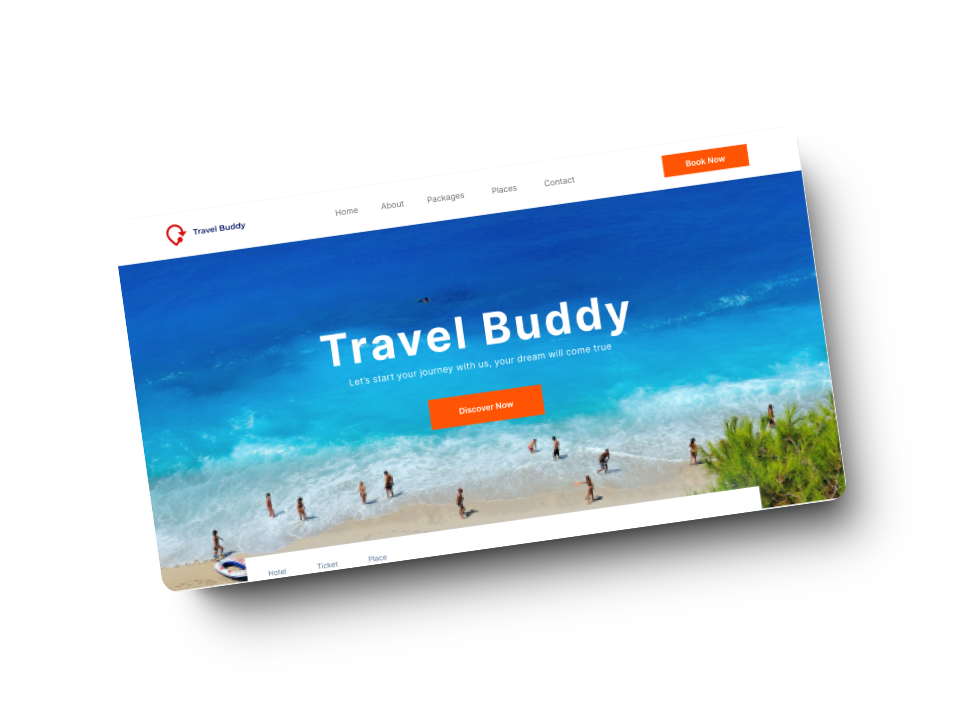 Travel Buddy
Home About Packages Places Contact
Book Now
Travel Buddy
Let's start your journey with us, your dream will come true
Discover Now
Hotel Ticket Place